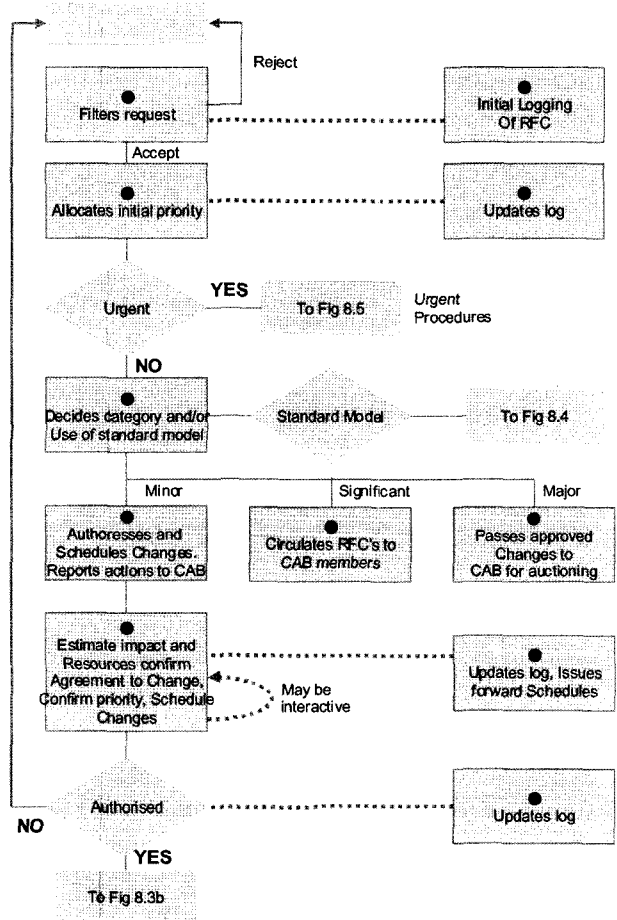 Reject
Filters request
Initial Logging
Of RFC
Accept
Allocates initial priority
Updates log
Urgent
YES
To Fig 8.5
Urgent
Procedures
NO
Decides category and/or
Use of standard model
Standard Model
To Fig 8.4
Minor
Significant
Major
Authoresses and
Schedules Changes.
Reports actions to CAB
Circulates RFC's to
CAB members
Passes approved
Changes to
CAB for auctioning
Estimate impact and
Resources confirm
Agreement to Change,
Confirm priority, Schedule
Changes
May be
interactive
Updates log, Issues
forward Schedules
Authorised
Updates log
NO
YES
To Fig 8.3b